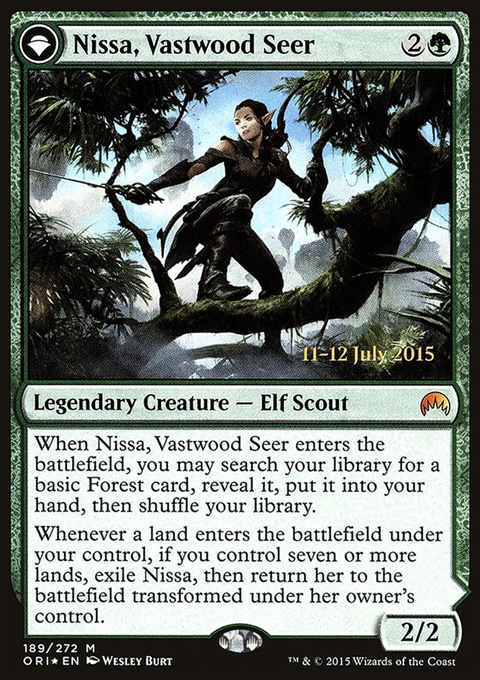 Nissa, Vastwood Seer 2
11–12 July 2015
Legendary Creature — Elf Scout
When Nissa, Vastwood Seer enters the
battlefield, you may search your library for a
basic Forest card, reveal it, put it into your
hand, then shuffle your library.
Whenever a land enters the battlefield under
your control, if you control seven or more
lands, exile Nissa, then return her to the
battlefield transformed under her owner's
control.
2/2
189/272 M
ORI★EN Wesley Burt
™ & © 2015 Wizards of the Coast